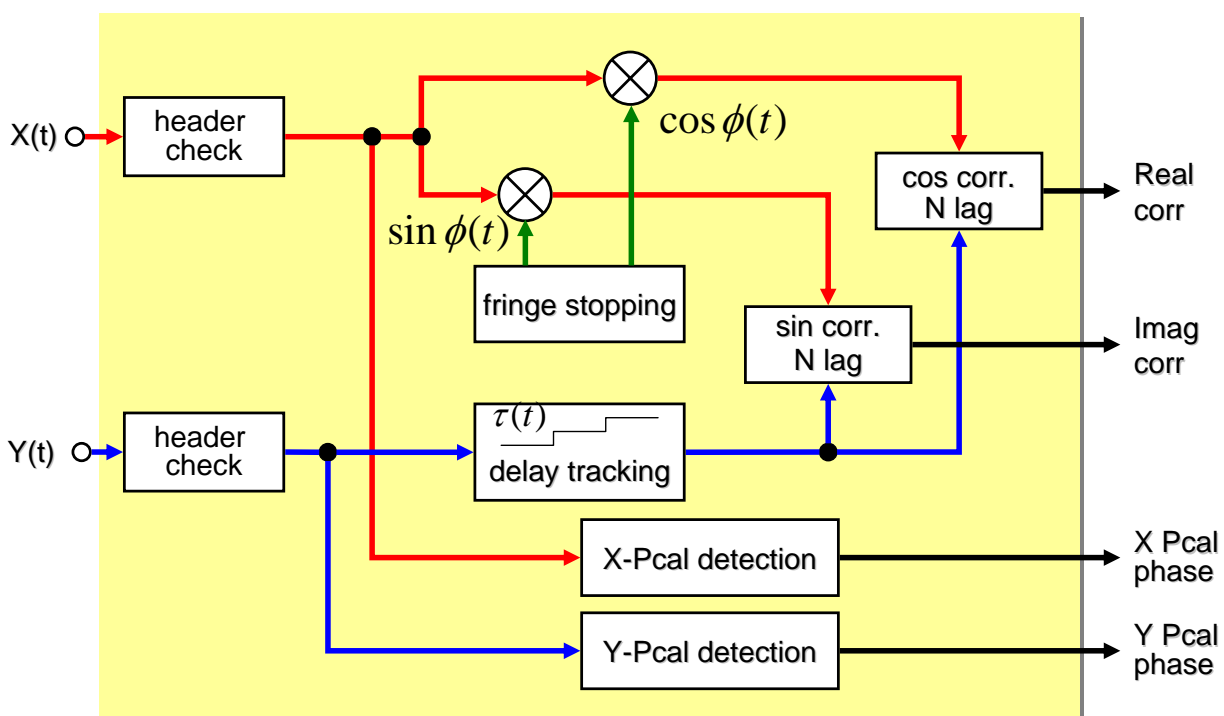 X(t)
header
check
cos ϕ(t)
sin ϕ(t)
fringe stopping
cos corr.
N lag
Real
corr
sin corr.
N lag
Imag
corr
Y(t)
header
check
τ(t)
delay tracking
X-Pcal detection
X Pcal
phase
Y-Pcal detection
Y Pcal
phase